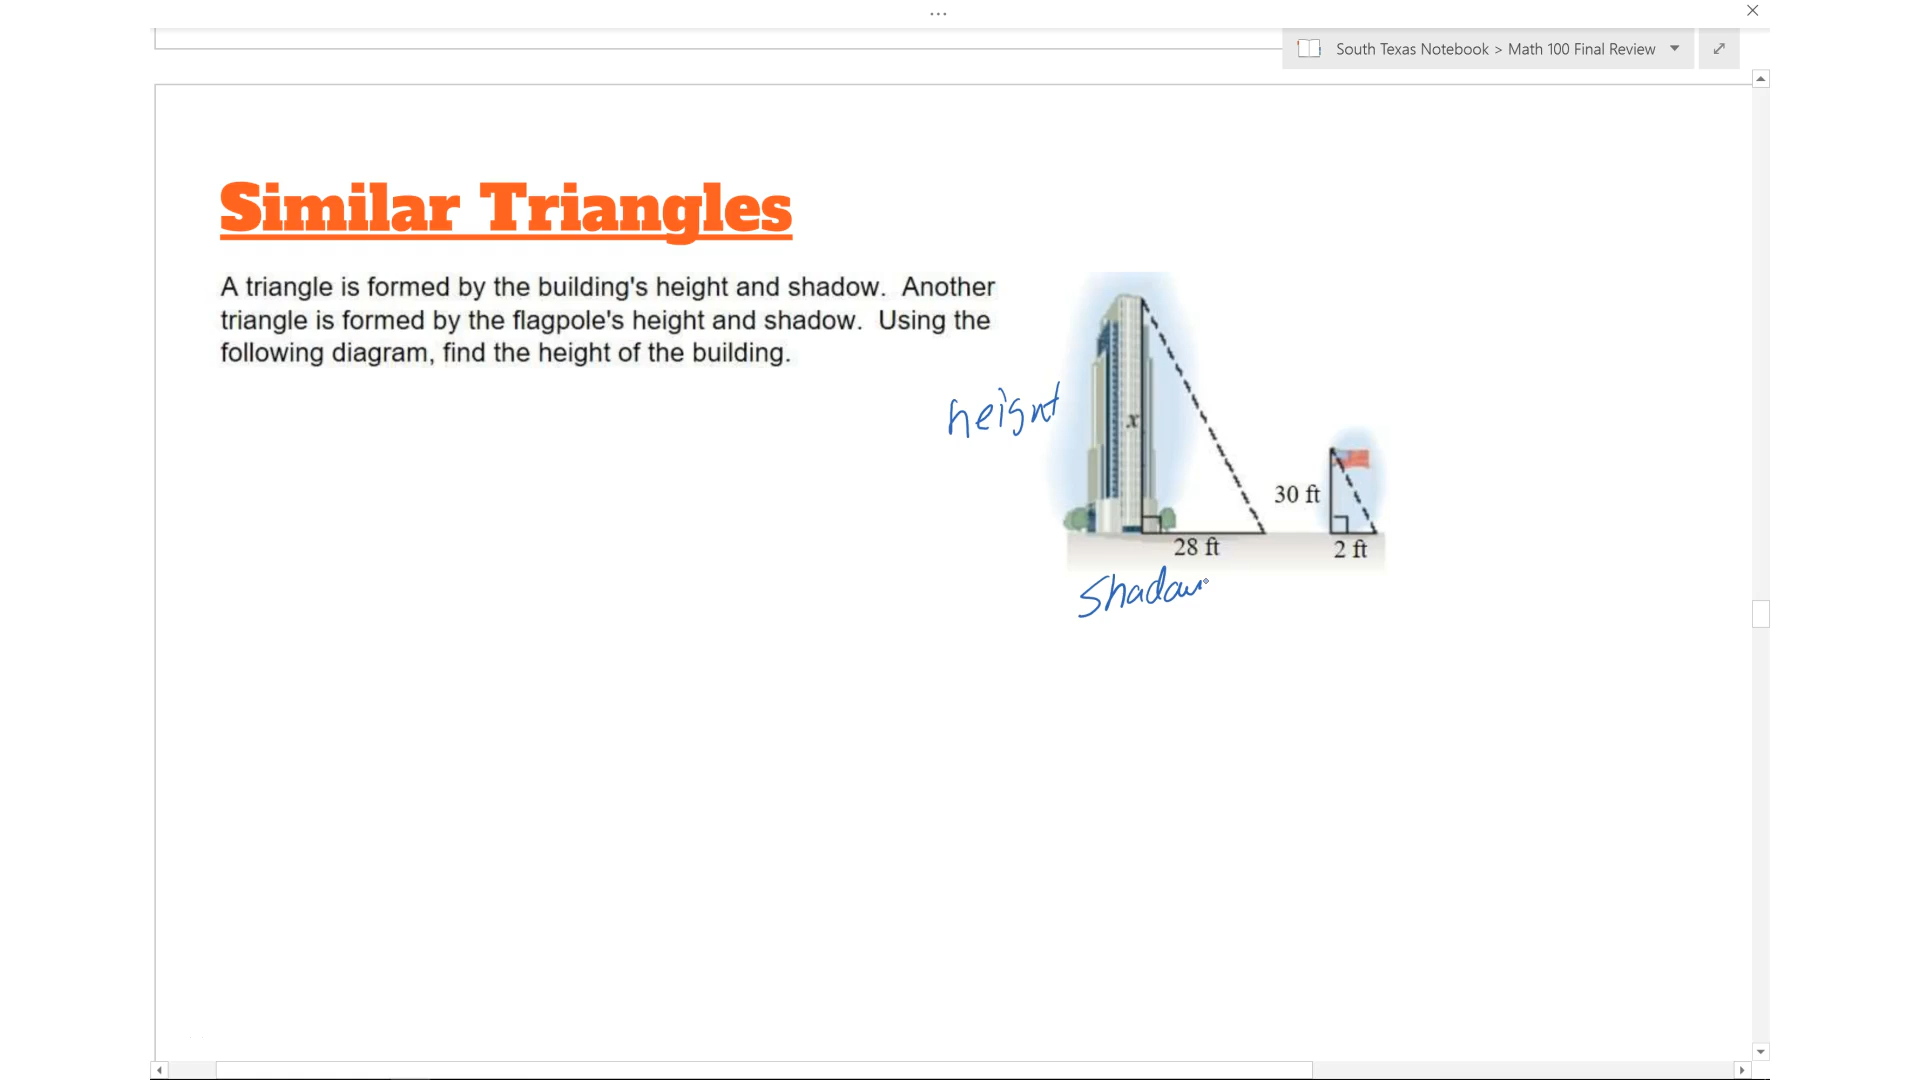 ...
South Texas Notebook > Math 100 Final Review
Similar Triangles
A triangle is formed by the building's height and shadow. Another
triangle is formed by the flagpole's height and shadow. Using the
following diagram, find the height of the building.
height
x
30 ft
28 ft
2 ft
Shadow